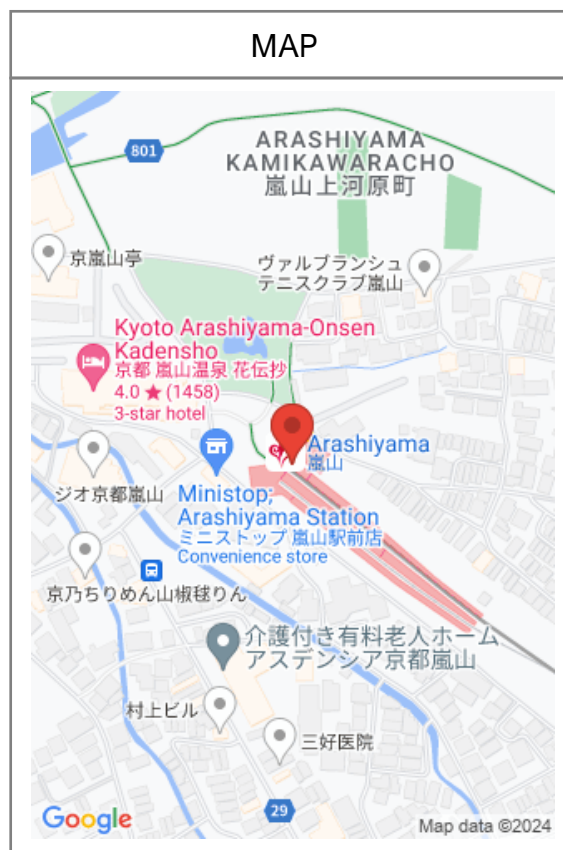 MAP
801
ARASHIYAMA
KAMIKAWARACHO
嵐山上河原町
京嵐山亭
ヴァルブランシュ
テニスクラブ嵐山
Kyoto Arashiyama-Onsen
Kadensho
京都 嵐山温泉 花伝抄
4.0 ★ (1458)
3-star hotel
Arashiyama
嵐山
ジオ京都嵐山
Ministop;
Arashiyama Station
ミニストップ 嵐山駅前店
Convenience store
京乃ちりめん山椒毬りん
介護付き有料老人ホーム
アスデンシア京都嵐山
村上ビル
三好医院
29
Google
Map data ©2024